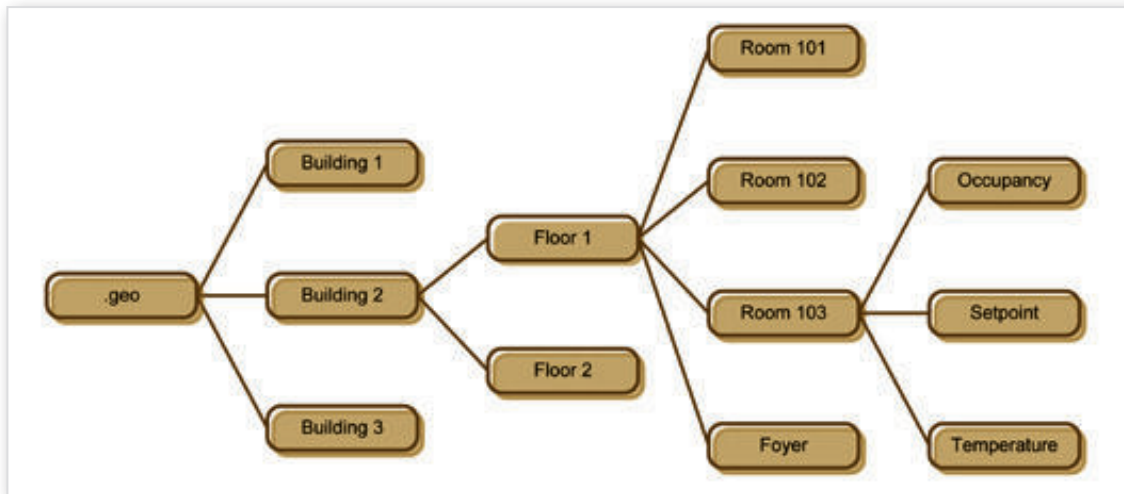 .geo
Building 1
Building 2
Building 3
Floor 1
Floor 2
Room 101
Room 102
Room 103
Foyer
Occupancy
Setpoint
Temperature